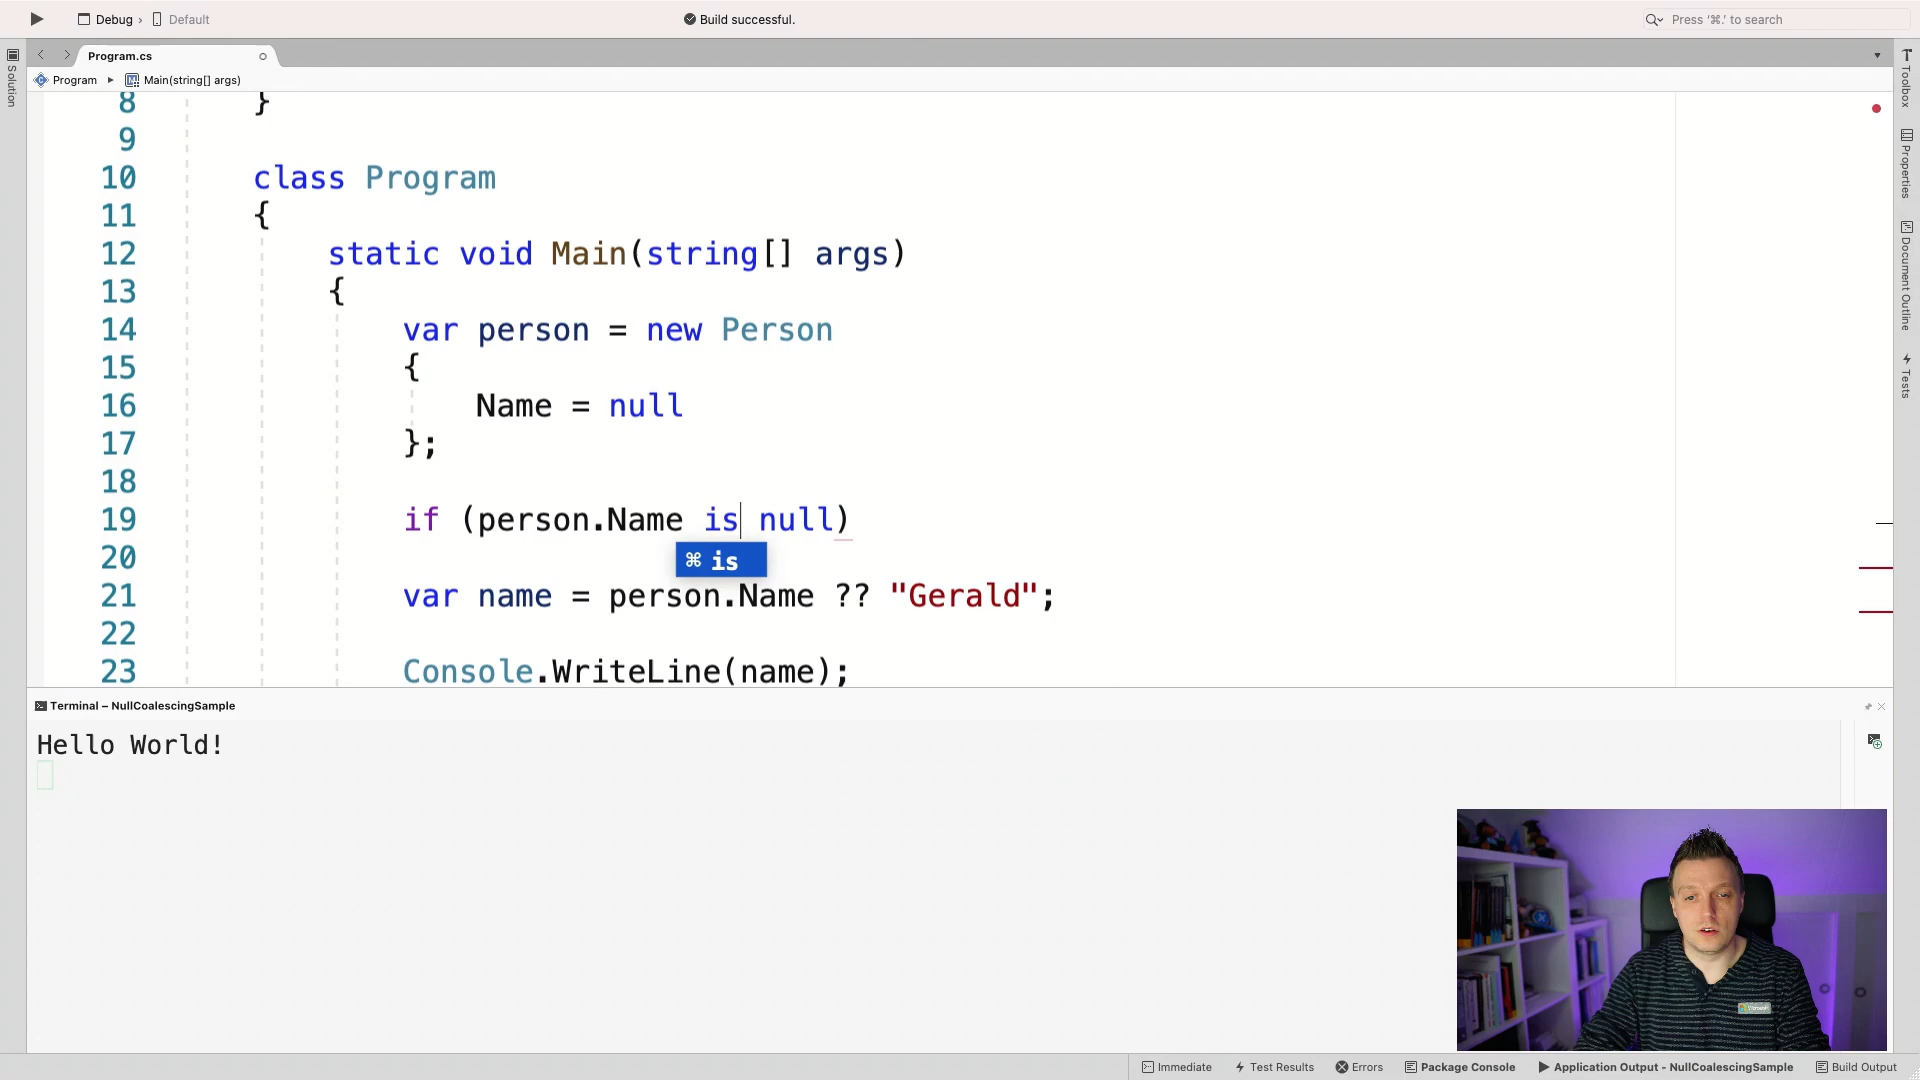 Debug › Default
Build successful.
Press '⌘.' to search
Program.cs
Program ▸ Main(string[] args)
Solution
Toolbox
Properties
Document Outline
Tests
8 }
9
10 class Program
11 {
12 static void Main(string[] args)
13 {
14 var person = new Person
15 {
16 Name = null
17 };
18
19 if (person.Name is null)
⌘ is
20
21 var name = person.Name ?? "Gerald";
22
23 Console.WriteLine(name);
Terminal – NullCoalescingSample
Hello World!
Immediate
Test Results
Errors
Package Console
Application Output - NullCoalescingSample
Build Output